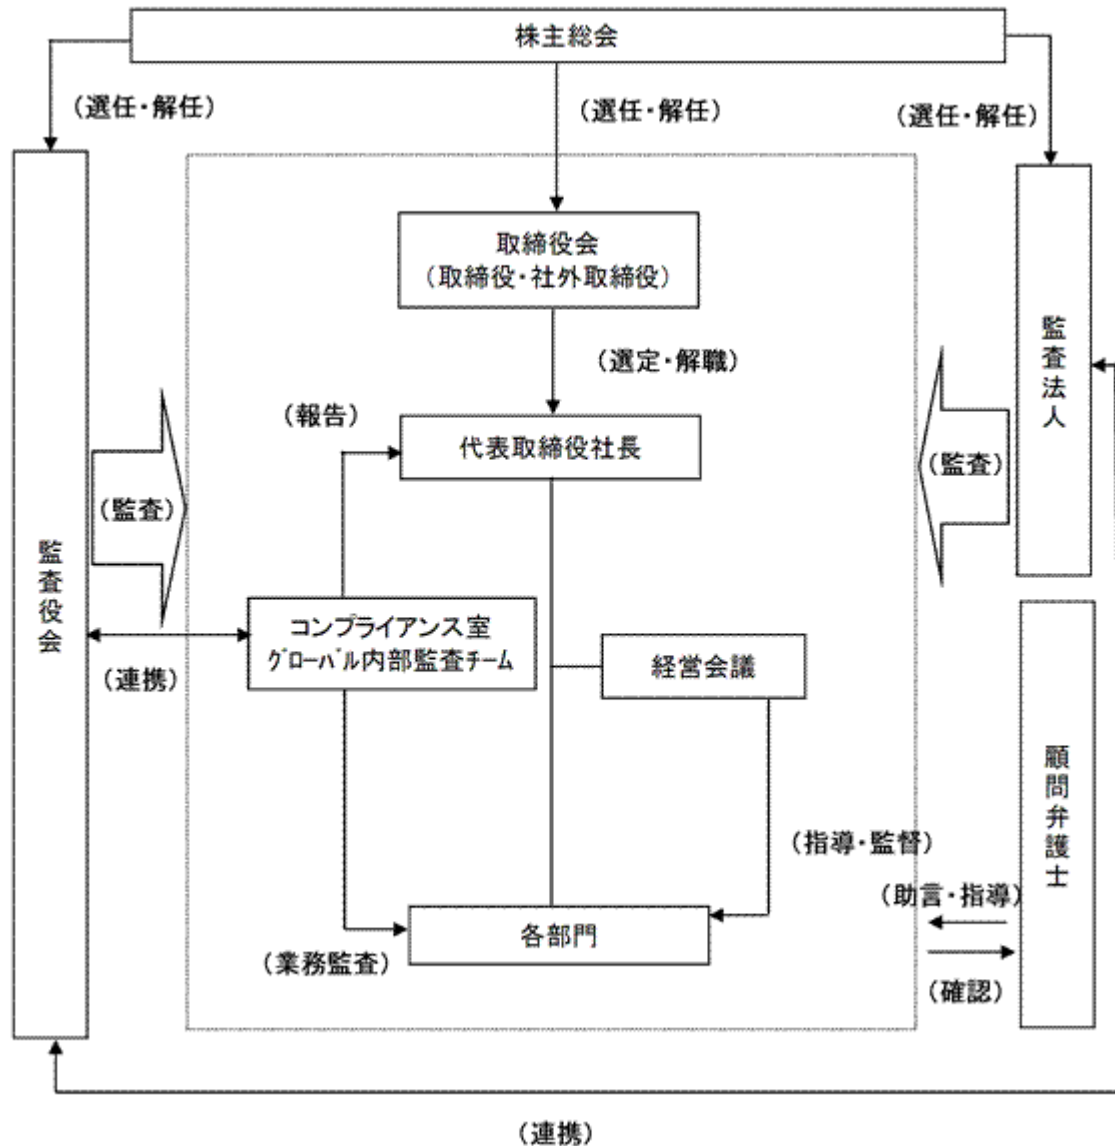 株主総会
（選任・解任）
（選任・解任）
（選任・解任）
取締役会
（取締役・社外取締役）
（選定・解職）
（報告）
代表取締役社長
監査法人
（監査）
（監査）
監査役会
コンプライアンス室
ｸﾞﾛｰﾊﾞﾙ内部監査ﾁｰﾑ
経営会議
（連携）
顧問弁護士
（指導・監督）
（助言・指導）
各部門
（業務監査）
（確認）
（連携）